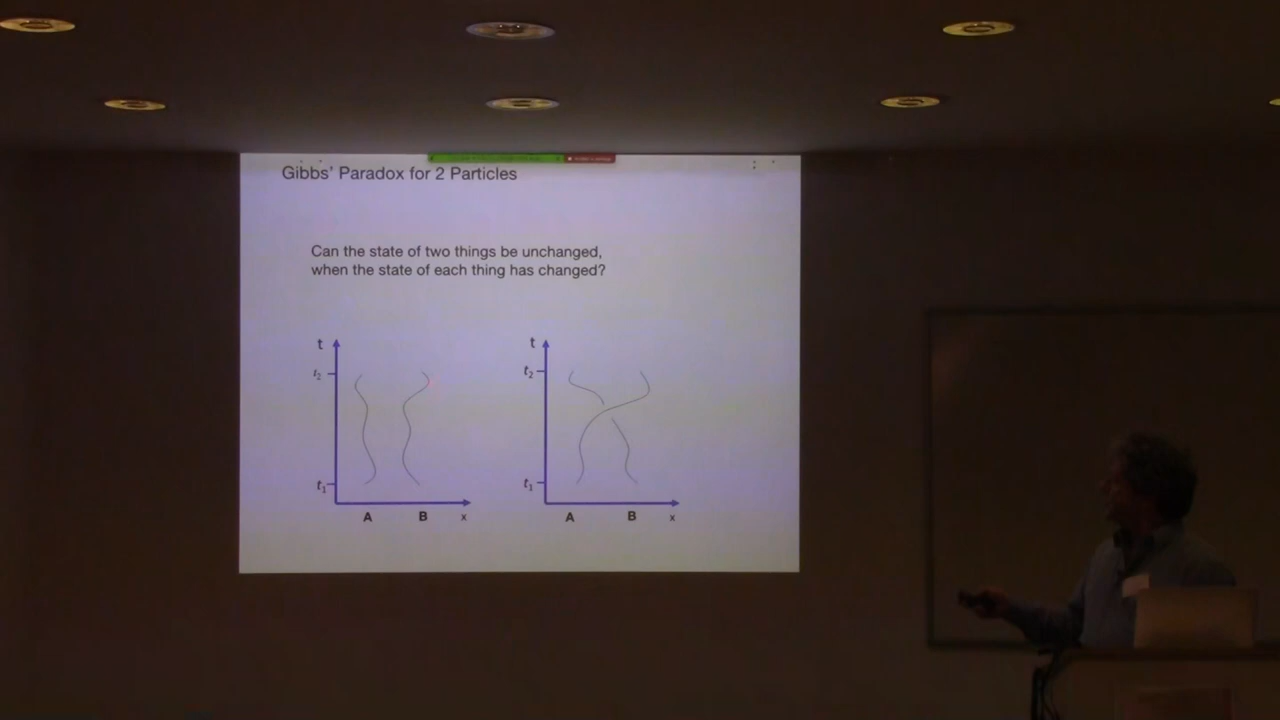 Gibbs' Paradox for 2 Particles
Can the state of two things be unchanged,
when the state of each thing has changed?
t
t₂
t₁
A B x
t
t₂
t₁
A B x